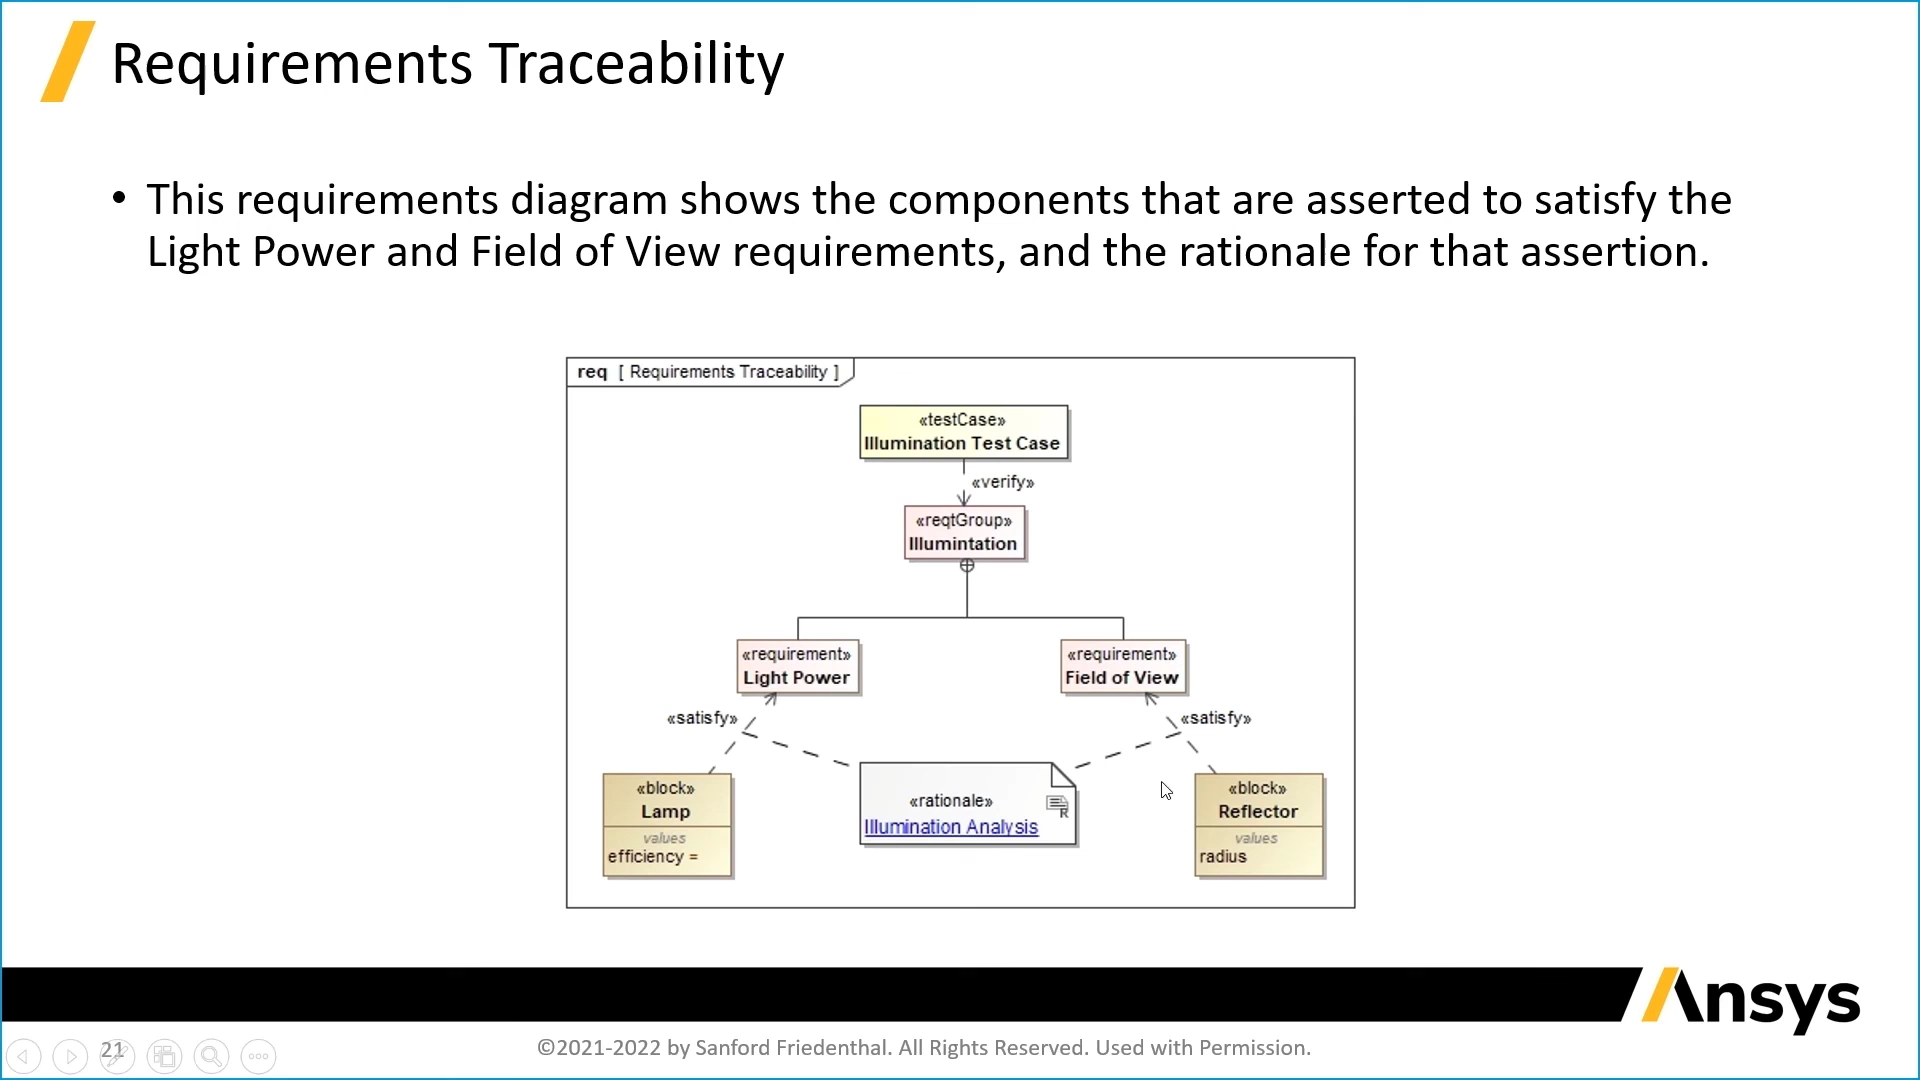 Requirements Traceability
• This requirements diagram shows the components that are asserted to satisfy the
Light Power and Field of View requirements, and the rationale for that assertion.
req [ Requirements Traceability ]
«testCase»
Illumination Test Case
«verify»
«reqtGroup»
Illumintation
«requirement»
Light Power
«requirement»
Field of View
«satisfy»
«satisfy»
«block»
Lamp
values
efficiency =
«rationale»
Illumination Analysis
R
«block»
Reflector
values
radius
Ansys
21
©2021-2022 by Sanford Friedenthal. All Rights Reserved. Used with Permission.